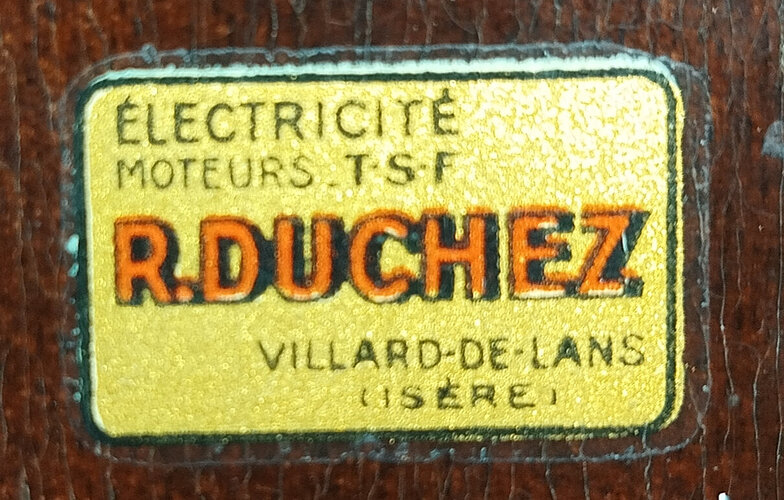 ÉLECTRICITÉ
MOTEURS-T·S·F
R.DUCHEZ
VILLARD-DE-LANS
(ISÈRE)